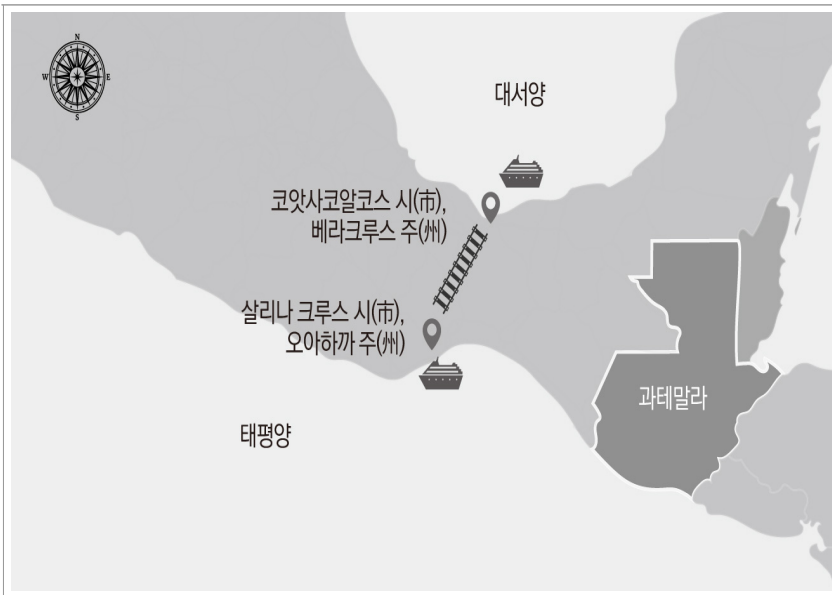 N
W
E
S
대서양
코앗사코알코스 시(市),
베라크루스 주(州)
살리나 크루스 시(市),
오아하까 주(州)
과테말라
태평양